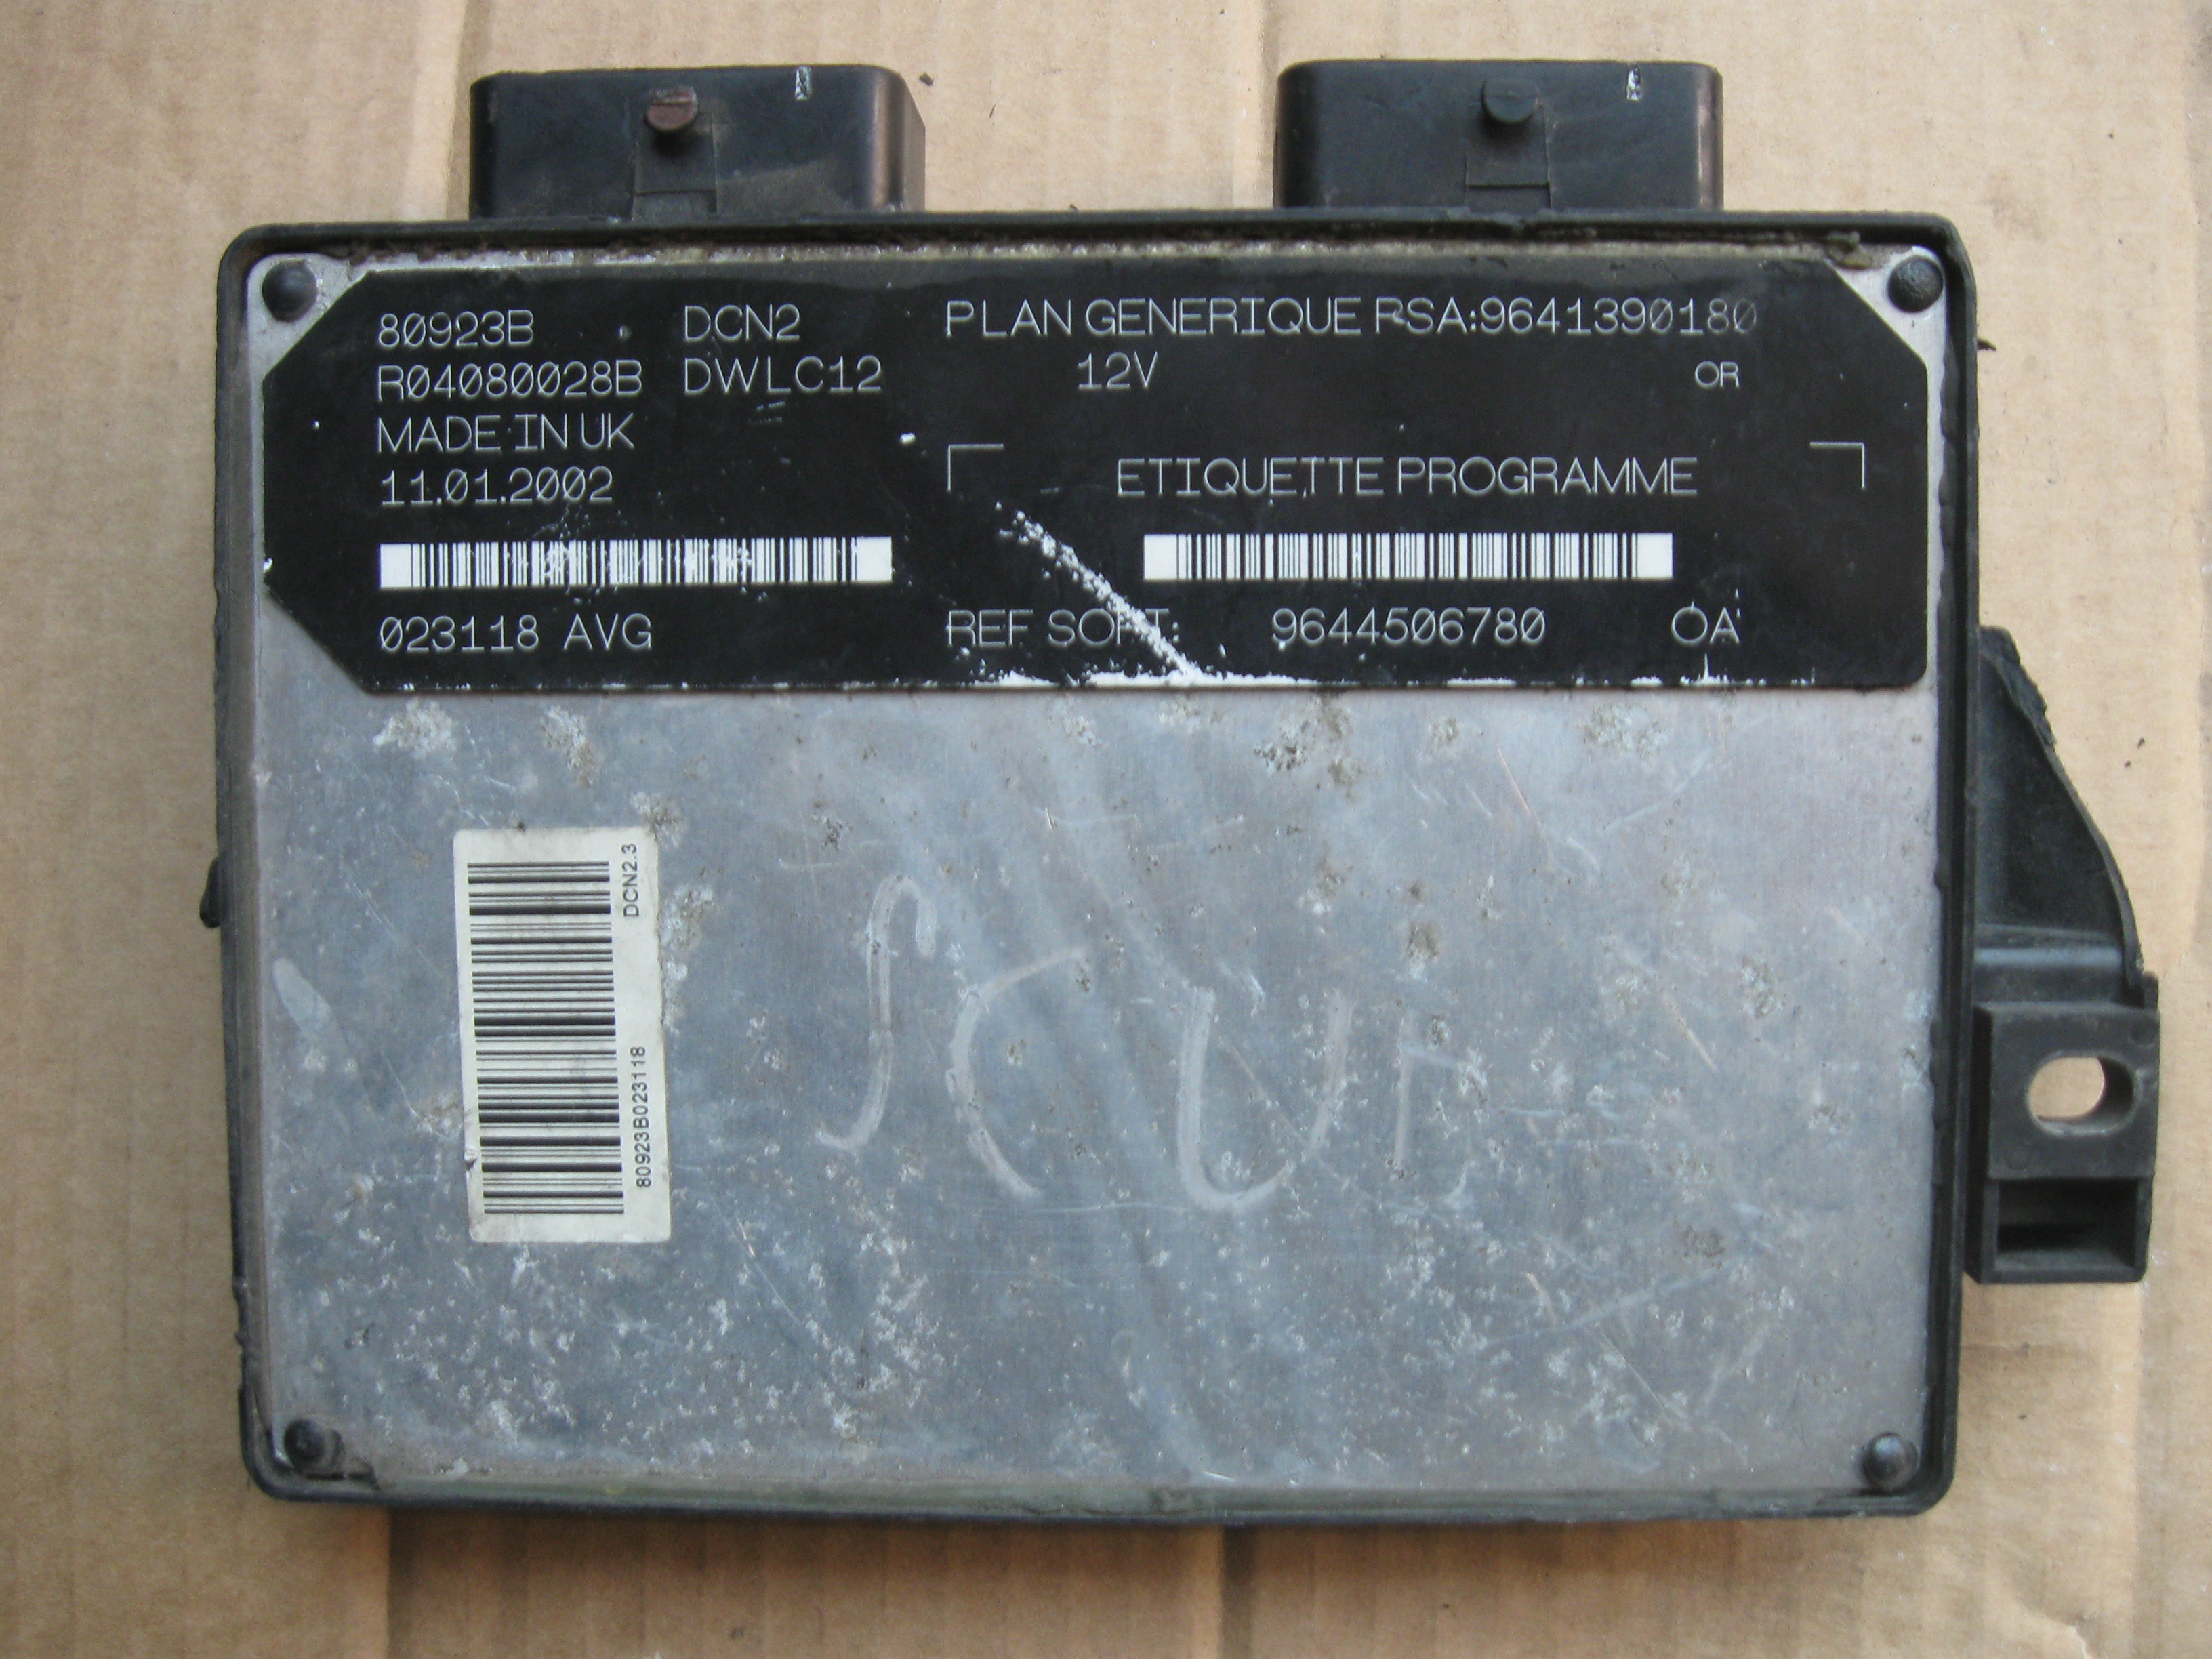 80923B DCN2 PLAN GENERIQUE PSA:9641390180
R04080028B DWLC12 12V OR
MADE IN UK
11.01.2002
ETIQUETTE PROGRAMME
023118 AVG REF SOFT: 9644506780 OA
DCN2.3
80923B023118